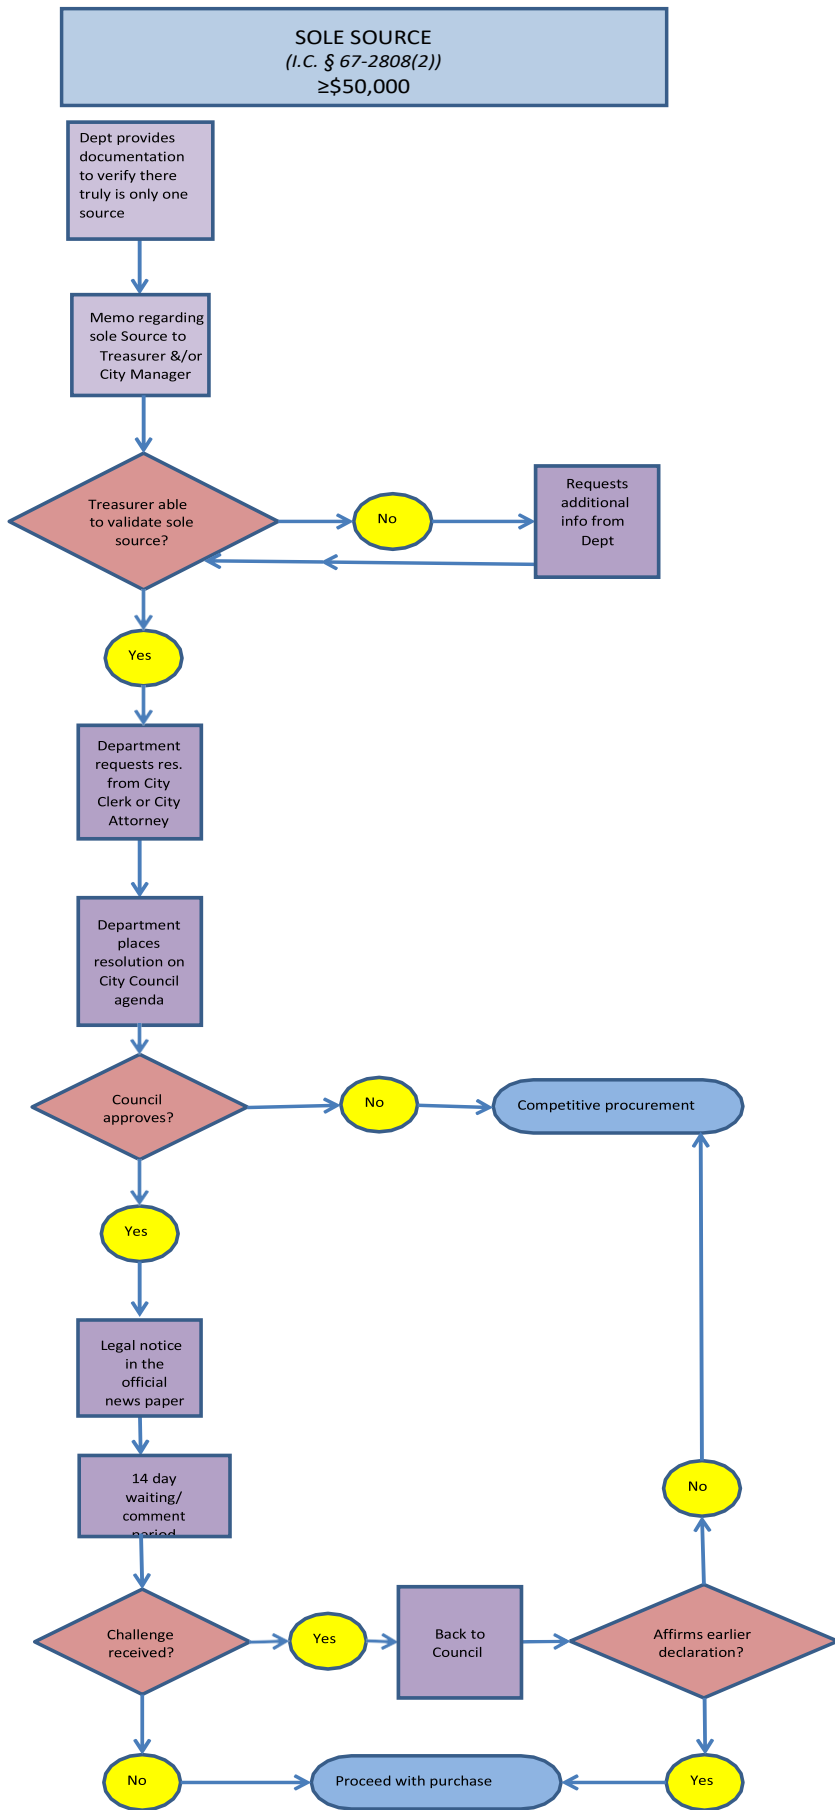 SOLE SOURCE
(I.C. § 67-2808(2))
≥$50,000
Dept provides
documentation
to verify there
truly is only one
source
Memo regarding
sole Source to
Treasurer &/or
City Manager
Treasurer able
to validate sole
source?
No
Requests
additional
info from
Dept
Yes
Department
requests res.
from City
Clerk or City
Attorney
Department
places
resolution on
City Council
agenda
Council
approves?
No
Competitive procurement
Yes
Legal notice
in the
official
news paper
14 day
waiting/
comment
period
No
Challenge
received?
Yes
Back to
Council
Affirms earlier
declaration?
No
Proceed with purchase
Yes